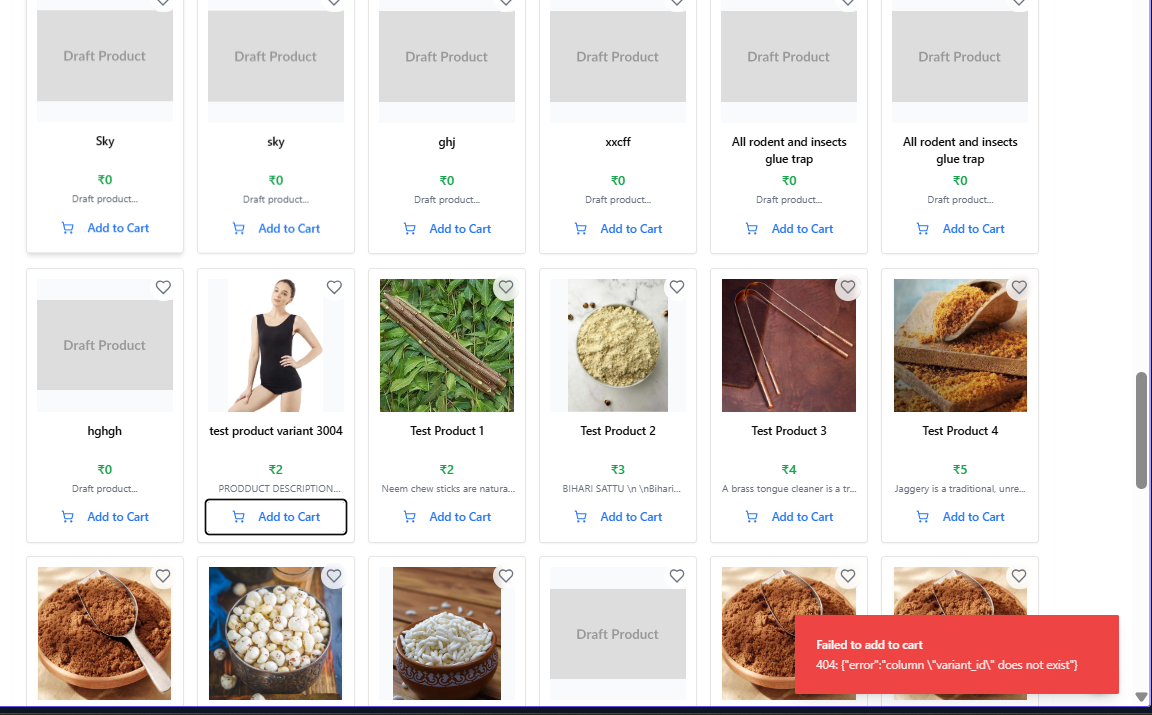 Draft Product
Draft Product
Draft Product
Draft Product
Draft Product
Draft Product
Sky
sky
ghj
xxcff
All rodent and insects
glue trap
All rodent and insects
glue trap
₹0
₹0
₹0
₹0
₹0
₹0
Draft product...
Draft product...
Draft product...
Draft product...
Draft product...
Draft product...
Add to Cart
Add to Cart
Add to Cart
Add to Cart
Add to Cart
Add to Cart
Draft Product
hghgh
test product variant 3004
Test Product 1
Test Product 2
Test Product 3
Test Product 4
₹0
₹2
₹2
₹3
₹4
₹5
Draft product...
PRODDUCT DESCRIPTION...
Neem chew sticks are natura...
BIHARI SATTU \n \nBihari...
A brass tongue cleaner is a tr...
Jaggery is a traditional, unre...
Add to Cart
Add to Cart
Add to Cart
Add to Cart
Add to Cart
Add to Cart
Draft Product
Failed to add to cart
404: {"error":"column \"variant_id\" does not exist"}